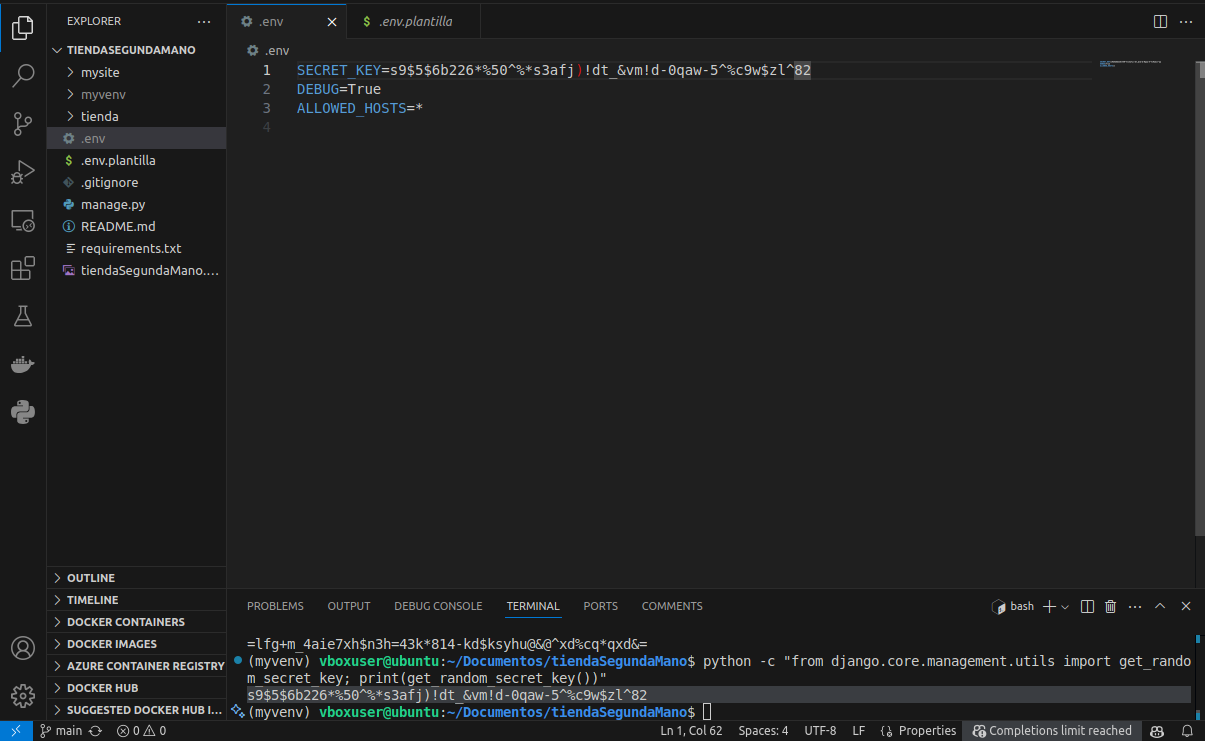 EXPLORER
TIENDASEGUNDAMANO
mysite
myvenv
tienda
.env
.env.plantilla
.gitignore
manage.py
README.md
requirements.txt
tiendaSegundaMano....
OUTLINE
TIMELINE
DOCKER CONTAINERS
DOCKER IMAGES
AZURE CONTAINER REGISTRY
DOCKER HUB
SUGGESTED DOCKER HUB I...
.env
.env.plantilla
.env
1 SECRET_KEY=s9$5$6b226*%50^%*s3afj)!dt_&vm!d-0qaw-5^%c9w$zl^82
2 DEBUG=True
3 ALLOWED_HOSTS=*
4
PROBLEMS OUTPUT DEBUG CONSOLE TERMINAL PORTS COMMENTS
bash
=lfg+m_4aie7xh$n3h=43k*814-kd$ksyhu@&@^xd%cq*qxd&=
(myvenv) vboxuser@ubuntu:~/Documentos/tiendaSegundaMano$ python -c "from django.core.management.utils import get_rando
m_secret_key; print(get_random_secret_key())"
s9$5$6b226*%50^%*s3afj)!dt_&vm!d-0qaw-5^%c9w$zl^82
(myvenv) vboxuser@ubuntu:~/Documentos/tiendaSegundaMano$
main 0 0 Ln 1, Col 62 Spaces: 4 UTF-8 LF Properties Completions limit reached